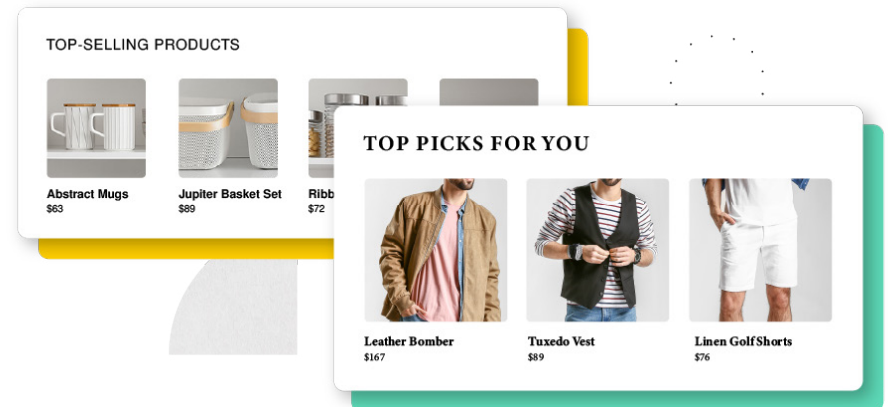 TOP-SELLING PRODUCTS
Abstract Mugs
$63
Jupiter Basket Set
$89
Ribb
$72
TOP PICKS FOR YOU
Leather Bomber
$167
Tuxedo Vest
$89
Linen Golf Shorts
$76